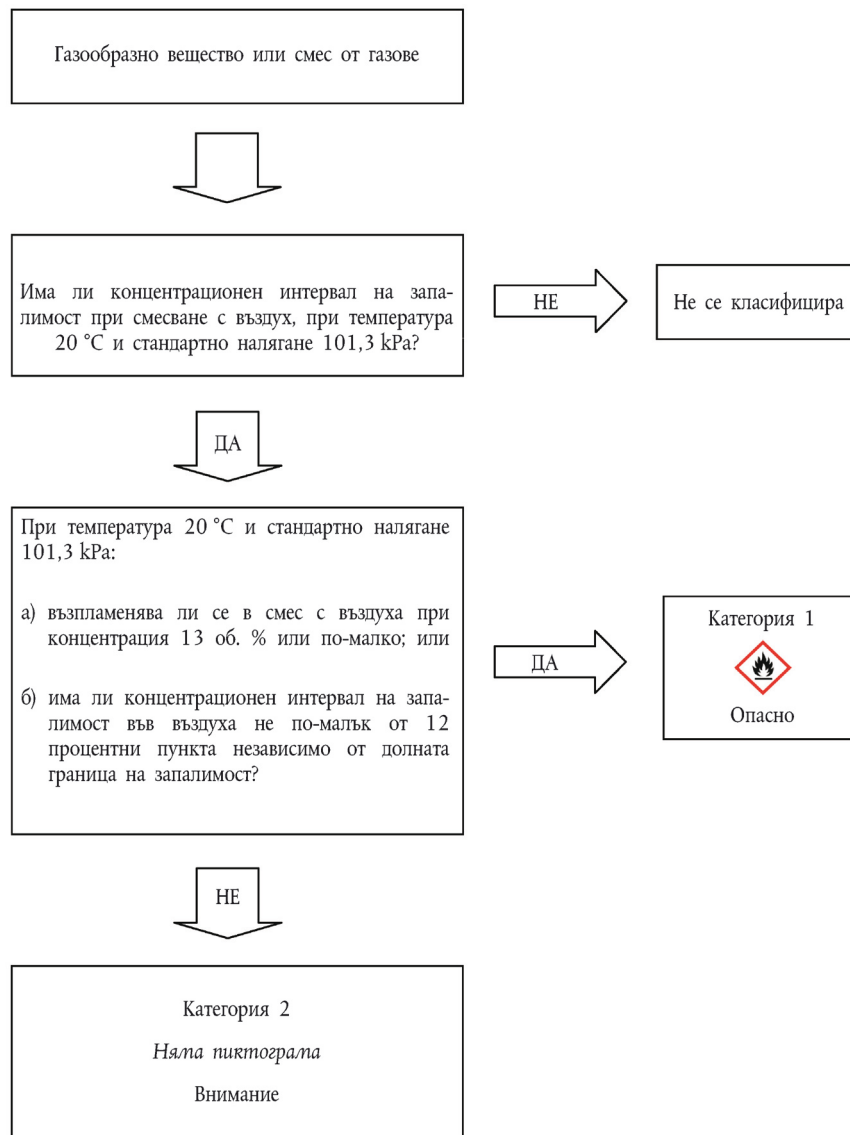 Газообразно вещество или смес от газове
Има ли концентрационен интервал на запа-
лимост при смесване с въздух, при температура
20 °C и стандартно налягане 101,3 kPa?
НЕ
Не се класифицира
ДА
При температура 20 °C и стандартно налягане
101,3 kPa:
а) възпламенява ли се в смес с въздуха при
концентрация 13 об. % или по-малко; или
б) има ли концентрационен интервал на запа-
лимост във въздуха не по-малък от 12
процентни пункта независимо от долната
граница на запалимост?
ДА
Категория 1
Опасно
НЕ
Категория 2
Няма пиктограма
Внимание